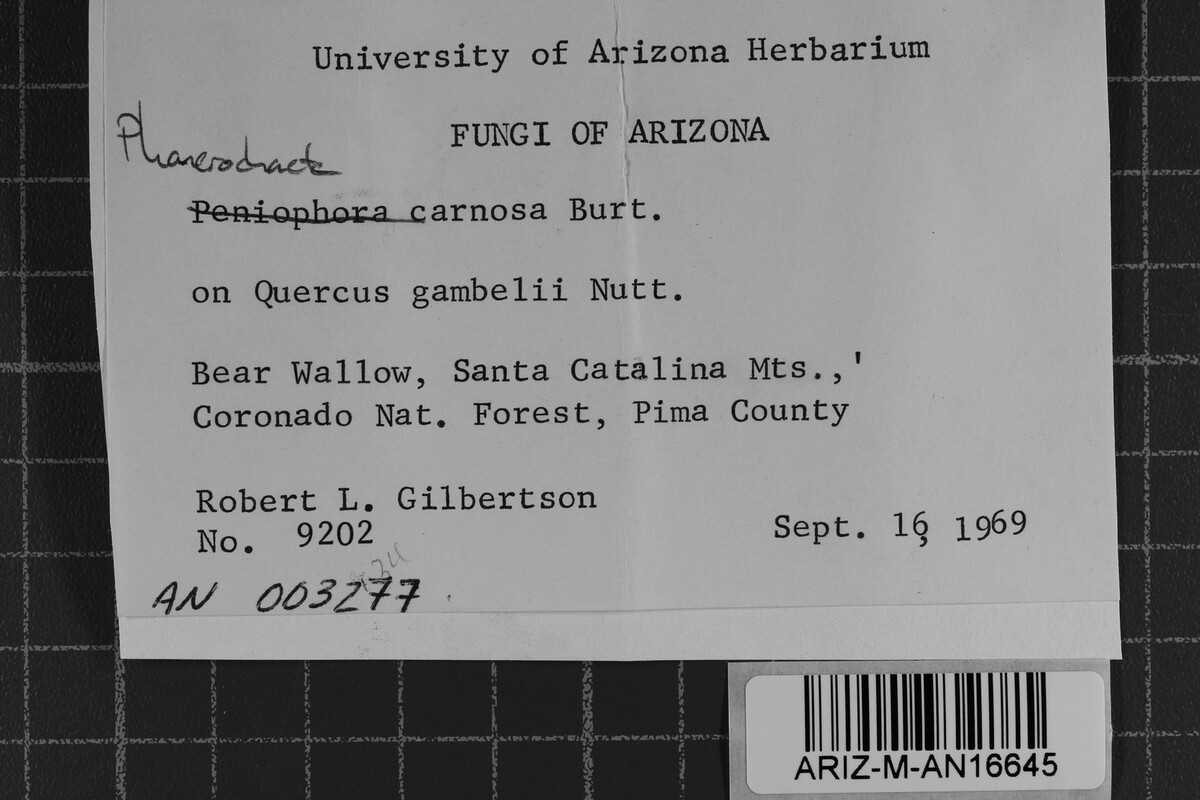 University of Arizona Herbarium
FUNGI OF ARIZONA
Phanerochaete
Peniophora carnosa Burt.
on Quercus gambelii Nutt.
Bear Wallow, Santa Catalina Mts.,'
Coronado Nat. Forest, Pima County
Robert L. Gilbertson
No. 9202
Sept. 16, 1969
AN 003277
ARIZ-M-AN16645